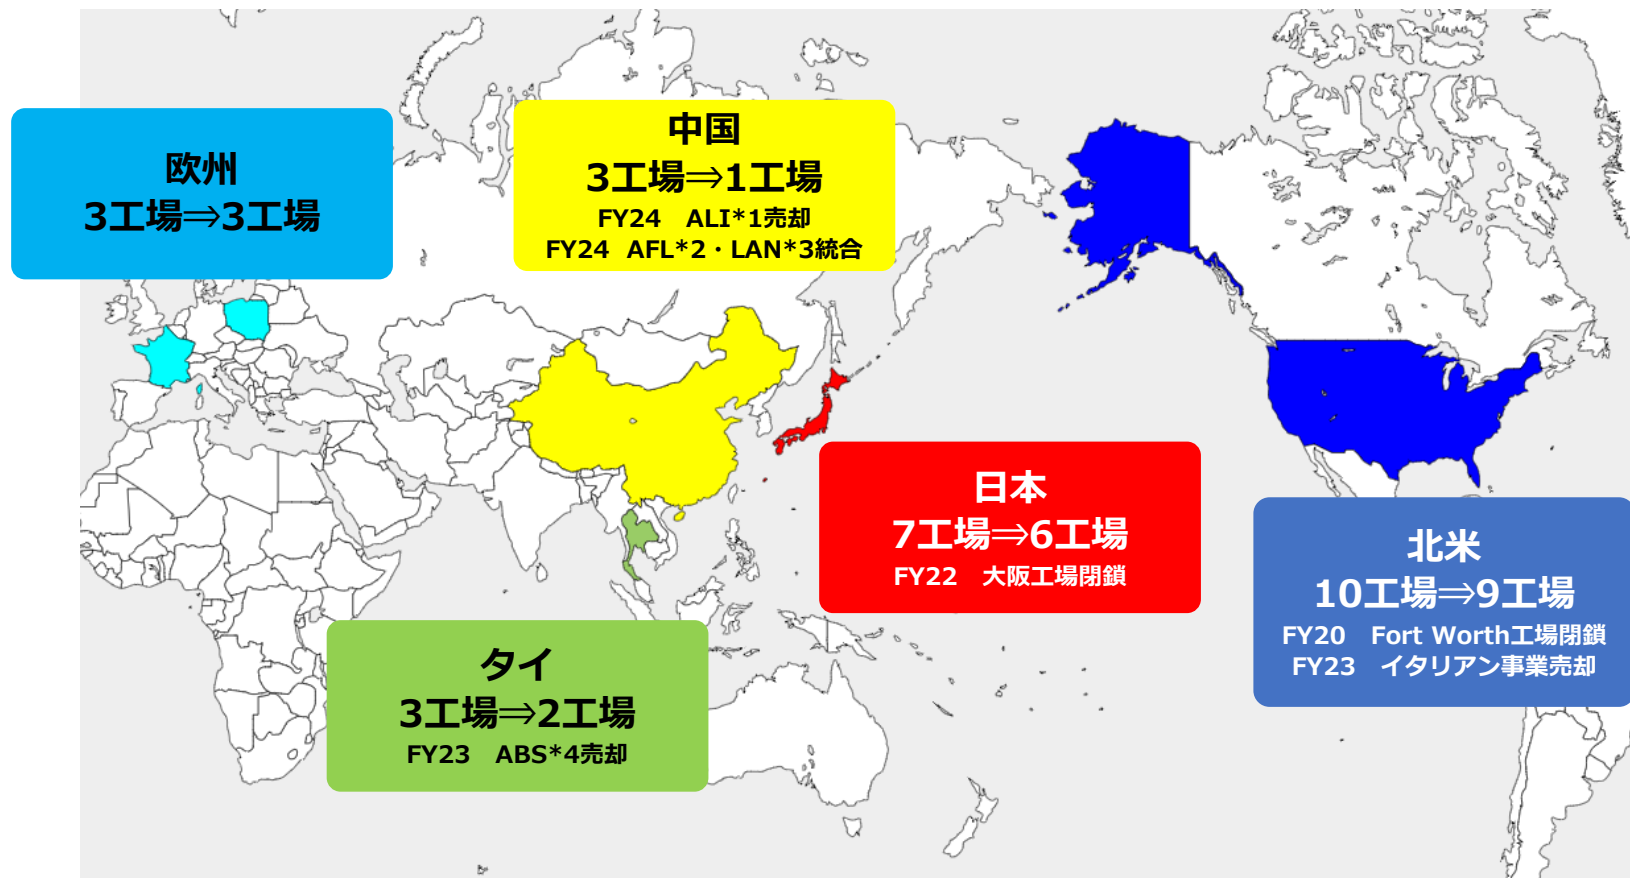 欧州
3工場⇒3工場
中国
3工場⇒1工場
FY24 ALI*1売却
FY24 AFL*2・LAN*3統合
日本
7工場⇒6工場
FY22 大阪工場閉鎖
北米
10工場⇒9工場
FY20 Fort Worth工場閉鎖
FY23 イタリアン事業売却
タイ
3工場⇒2工場
FY23 ABS*4売却